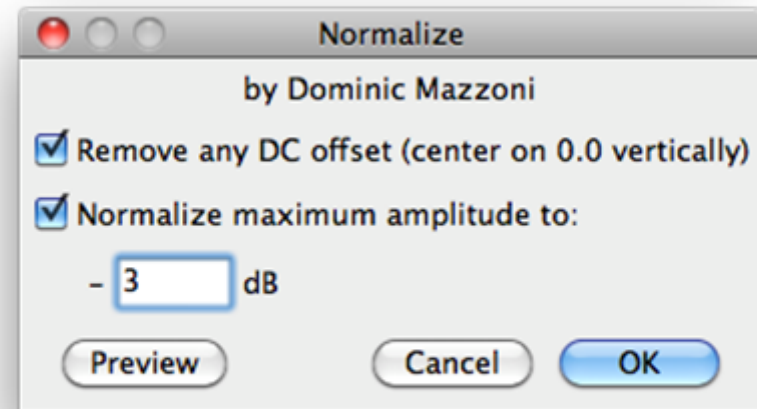 Normalize
by Dominic Mazzoni
Remove any DC offset (center on 0.0 vertically)
Normalize maximum amplitude to:
- 3 dB
Preview Cancel OK